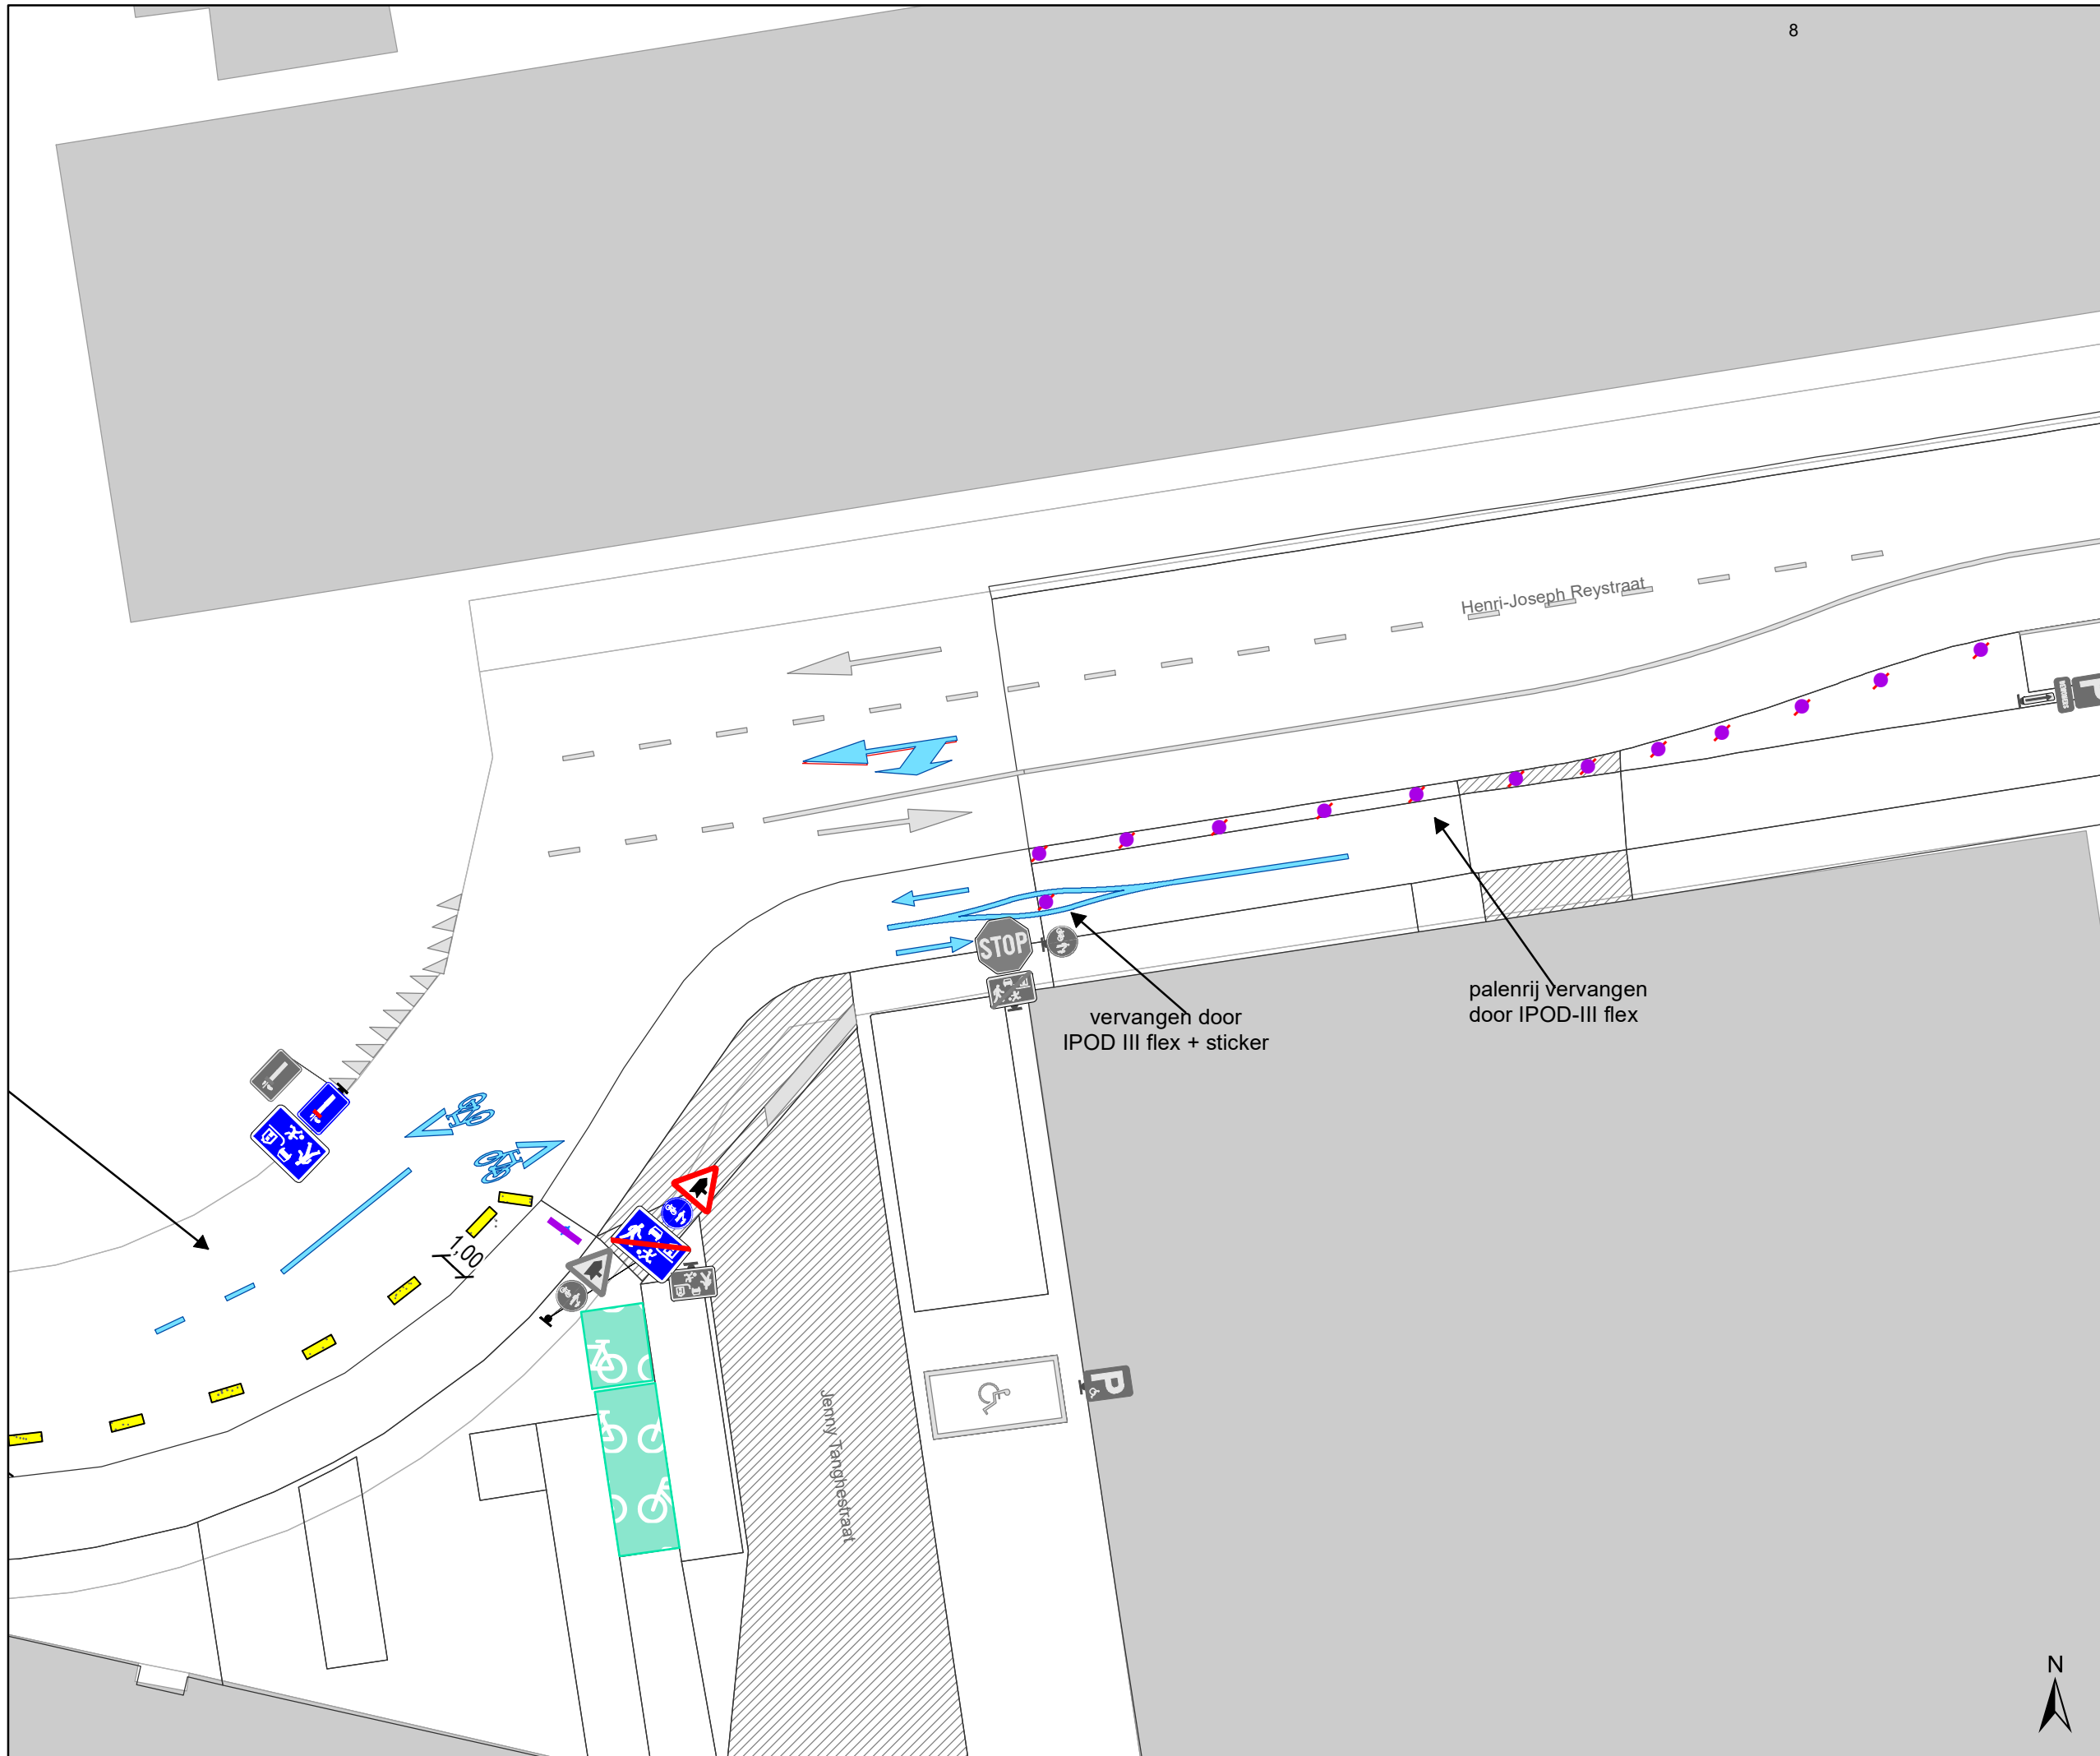 8
Henri-Joseph Reystraat
P
STOP
palenrij vervangen
door IPOD-III flex
vervangen door
IPOD III flex + sticker
1,00
P
Jenny Tanghestraat
N